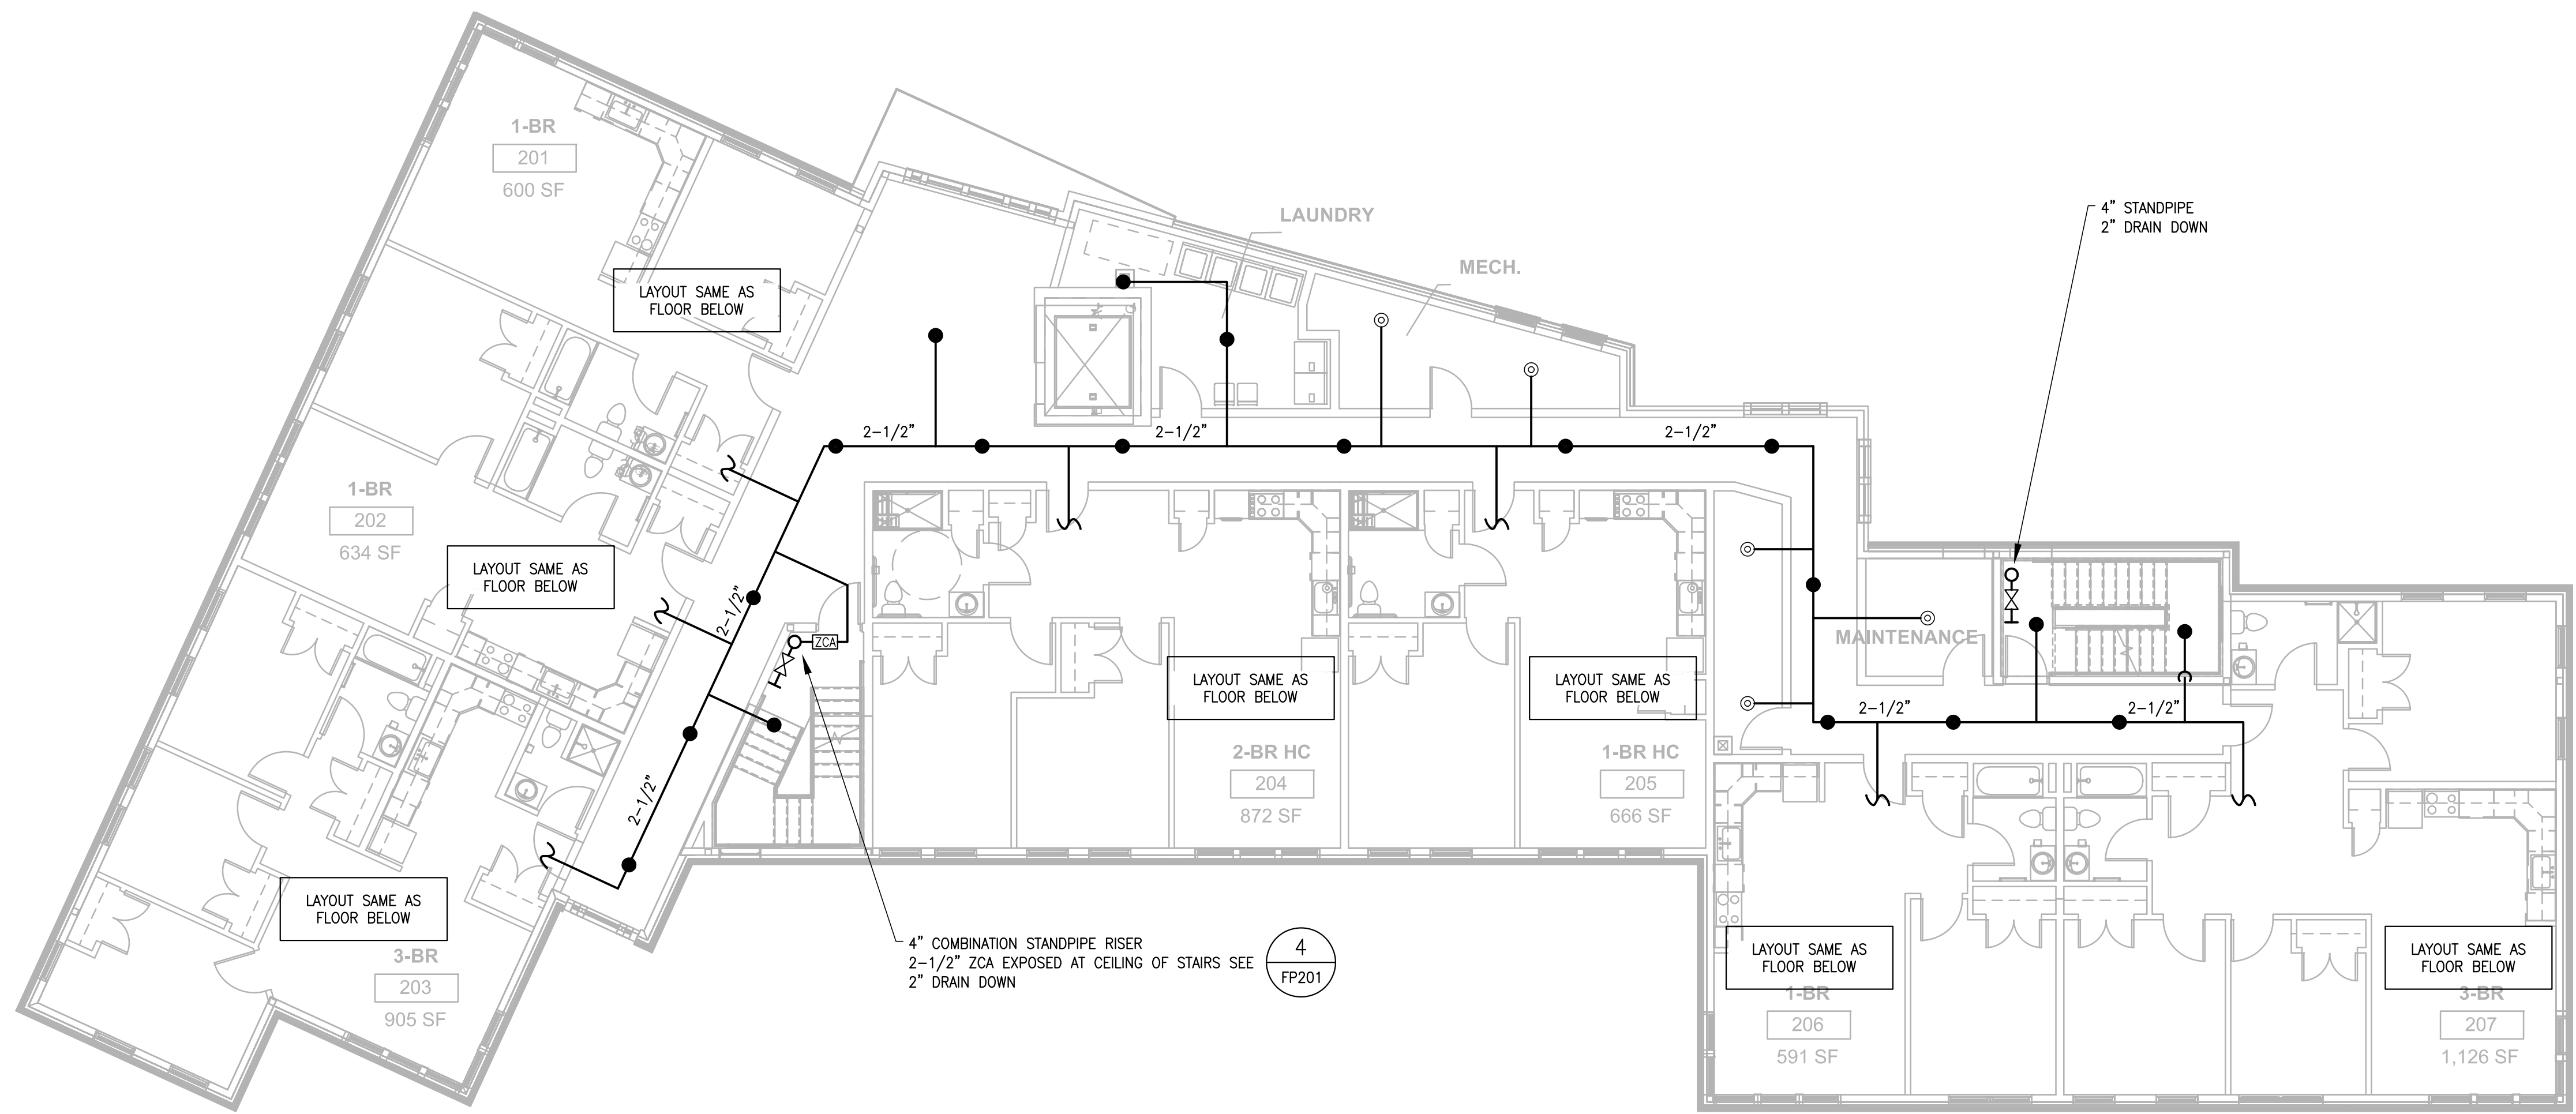 1-BR
201
600 SF
LAYOUT SAME AS
FLOOR BELOW
LAUNDRY
MECH.
4” STANDPIPE
2” DRAIN DOWN
2-1/2”
2-1/2”
2-1/2”
1-BR
202
634 SF
LAYOUT SAME AS
FLOOR BELOW
2-1/2”
ZCA
MAINTENANCE
LAYOUT SAME AS
FLOOR BELOW
LAYOUT SAME AS
FLOOR BELOW
2-1/2”
2-1/2”
2-BR HC
204
872 SF
1-BR HC
205
666 SF
2-1/2”
LAYOUT SAME AS
FLOOR BELOW
3-BR
203
905 SF
4” COMBINATION STANDPIPE RISER
2-1/2” ZCA EXPOSED AT CEILING OF STAIRS SEE
2” DRAIN DOWN
4
FP201
LAYOUT SAME AS
FLOOR BELOW
1-BR
206
591 SF
LAYOUT SAME AS
FLOOR BELOW
3-BR
207
1,126 SF